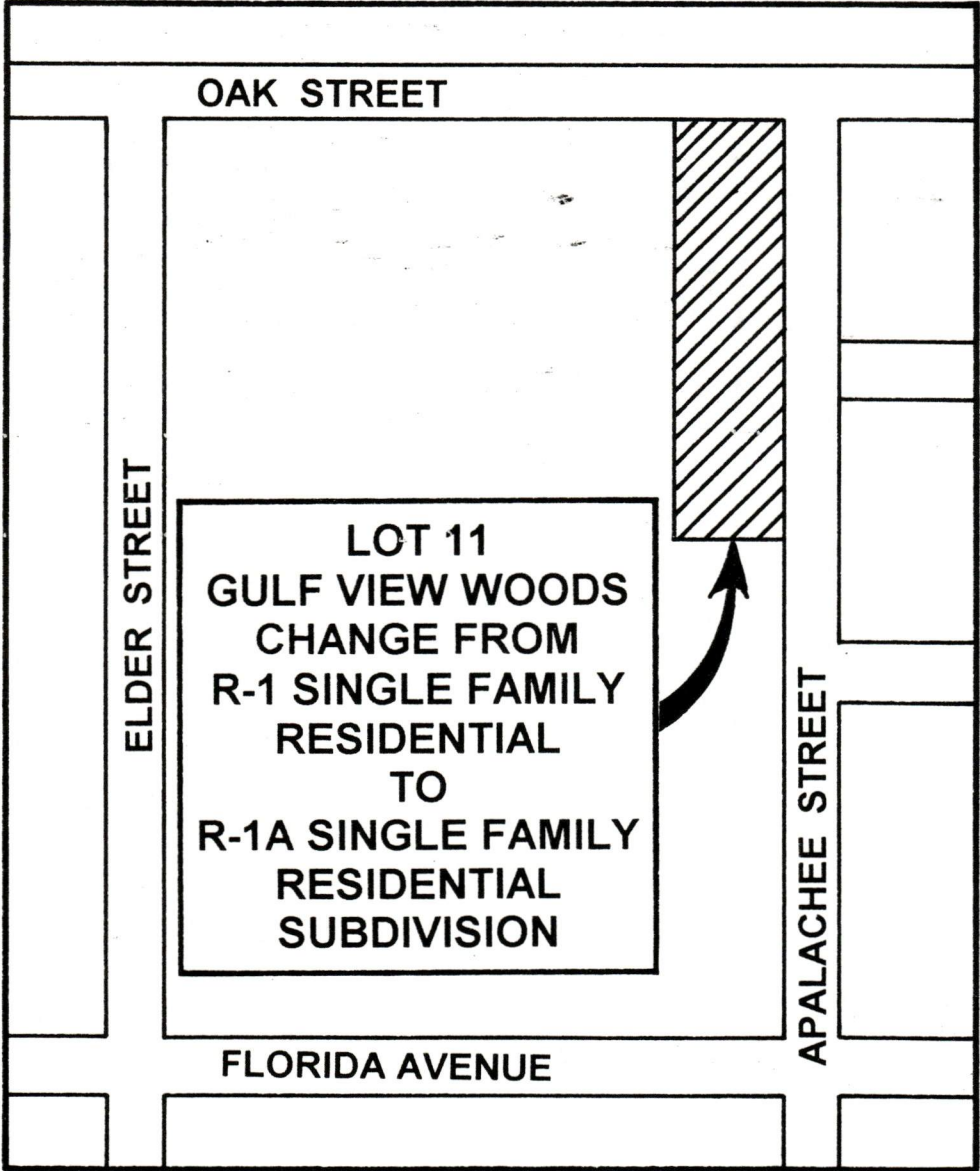 OAK STREET
ELDER STREET
LOT 11
GULF VIEW WOODS
CHANGE FROM
R-1 SINGLE FAMILY
RESIDENTIAL
TO
R-1A SINGLE FAMILY
RESIDENTIAL
SUBDIVISION
APALACHEE STREET
FLORIDA AVENUE